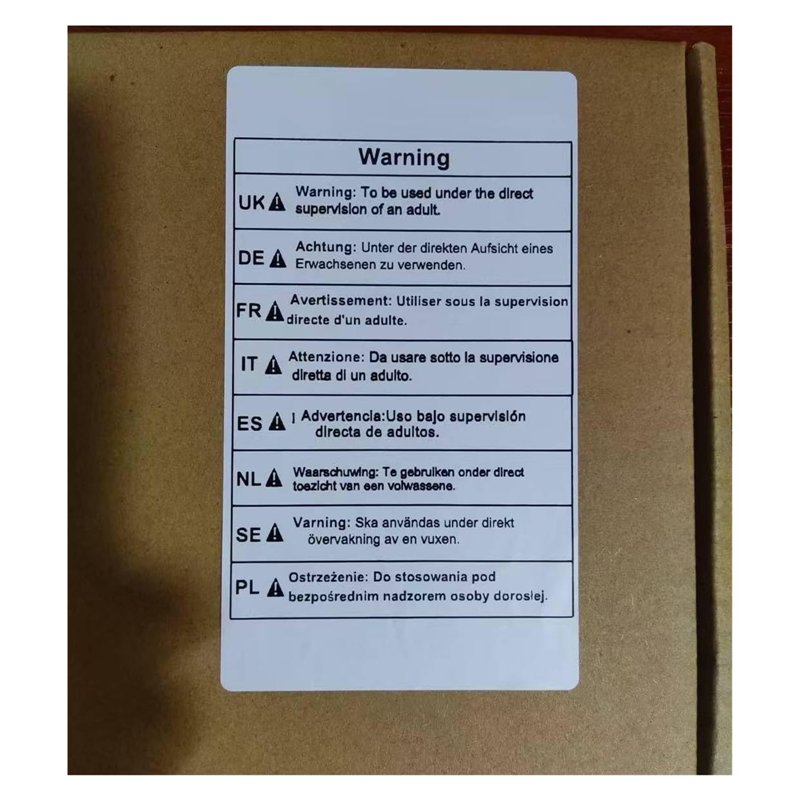 Warning
UK Warning: To be used under the direct
supervision of an adult.
DE Achtung: Unter der direkten Aufsicht eines
Erwachsenen zu verwenden.
FR Avertissement: Utiliser sous la supervision
directe d'un adulte.
IT Attenzione: Da usare sotto la supervisione
diretta di un adulto.
ES ¡ Advertencia:Uso bajo supervisión
directa de adultos.
NL Waarschuwing: Te gebruiken onder direct
toezicht van een volwassene.
SE Varning: Ska användas under direkt
övervakning av en vuxen.
PL Ostrzeżenie: Do stosowania pod
bezpośrednim nadzorem osoby dorosłej.